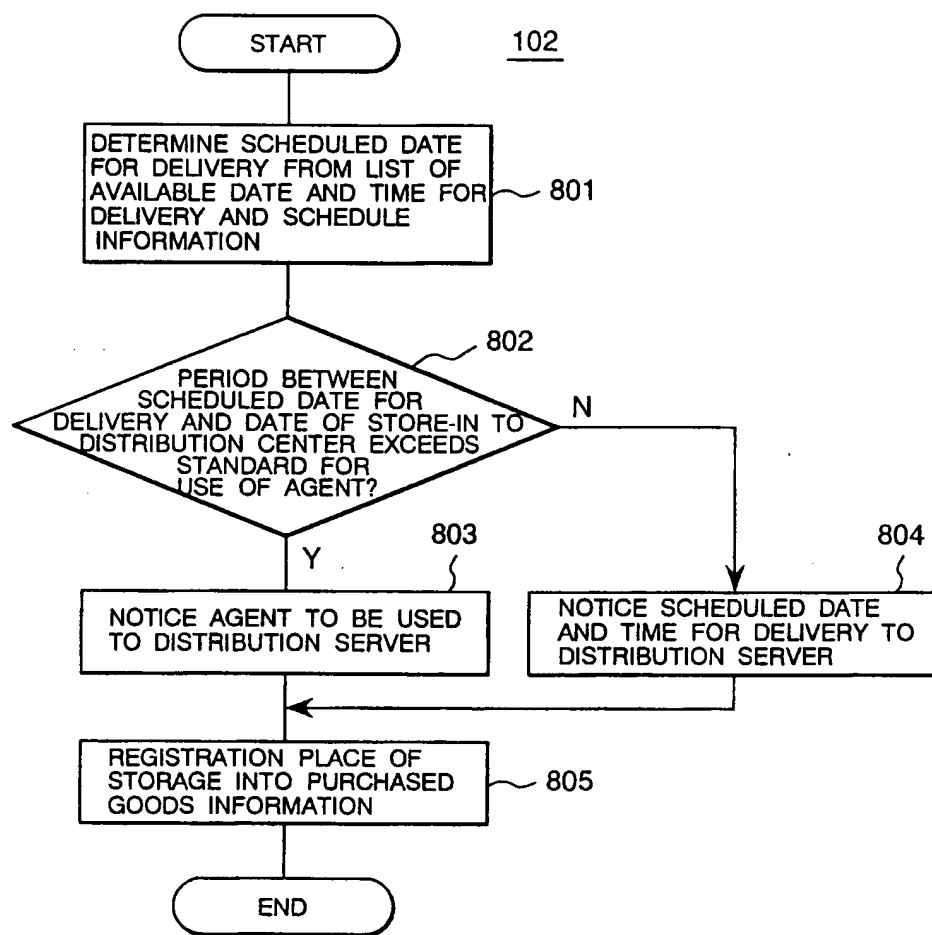 START
102
DETERMINE SCHEDULED DATE
FOR DELIVERY FROM LIST OF
AVAILABLE DATE AND TIME FOR
DELIVERY AND SCHEDULE
INFORMATION
801
802
PERIOD BETWEEN
SCHEDULED DATE FOR
DELIVERY AND DATE OF STORE-IN TO
DISTRIBUTION CENTER EXCEEDS
STANDARD FOR
USE OF AGENT?
N
Y
803
NOTICE AGENT TO BE USED
TO DISTRIBUTION SERVER
804
NOTICE SCHEDULED DATE
AND TIME FOR DELIVERY TO
DISTRIBUTION SERVER
REGISTRATION PLACE OF
STORAGE INTO PURCHASED
GOODS INFORMATION
805
END